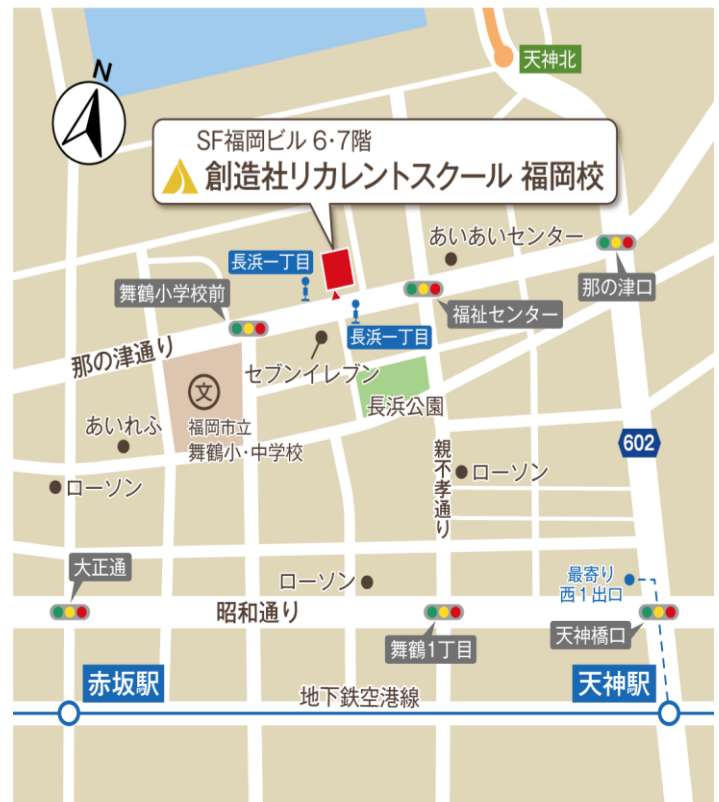 天神北
N
SF福岡ビル 6・7階
創造社リカレントスクール 福岡校
あいあいセンター
長浜一丁目
舞鶴小学校前
那の津口
福祉センター
長浜一丁目
那の津通り
セブンイレブン
長浜公園
文
あいれふ
福岡市立
舞鶴小・中学校
602
親不孝通り
ローソン
ローソン
大正通
ローソン
最寄り
西1出口
昭和通り
舞鶴1丁目
天神橋口
赤坂駅
地下鉄空港線
天神駅